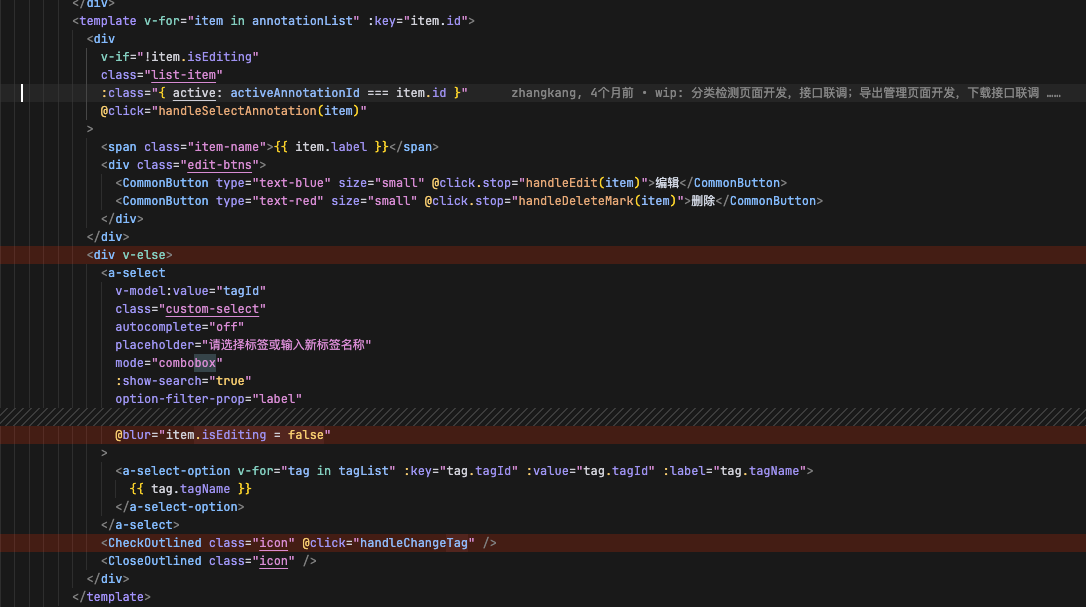 </div>
<template v-for="item in annotationList" :key="item.id">
<div
v-if="!item.isEditing"
class="list-item"
:class="{ active: activeAnnotationId === item.id }" zhangkang, 4个月前 • wip: 分类检测页面开发，接口联调；导出管理页面开发，下载接口联调 ……
@click="handleSelectAnnotation(item)"
>
<span class="item-name">{{ item.label }}</span>
<div class="edit-btns">
<CommonButton type="text-blue" size="small" @click.stop="handleEdit(item)">编辑</CommonButton>
<CommonButton type="text-red" size="small" @click.stop="handleDeleteMark(item)">删除</CommonButton>
</div>
</div>
<div v-else>
<a-select
v-model:value="tagId"
class="custom-select"
autocomplete="off"
placeholder="请选择标签或输入新标签名称"
mode="combobox"
:show-search="true"
option-filter-prop="label"
@blur="item.isEditing = false"
>
<a-select-option v-for="tag in tagList" :key="tag.tagId" :value="tag.tagId" :label="tag.tagName">
{{ tag.tagName }}
</a-select-option>
</a-select>
<CheckOutlined class="icon" @click="handleChangeTag" />
<CloseOutlined class="icon" />
</div>
</template>